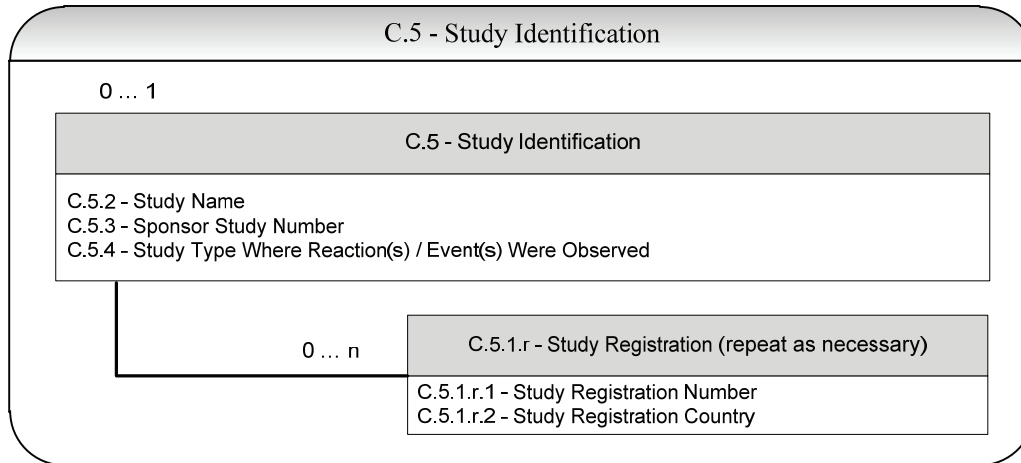 C.5 - Study Identification
0 ... 1
C.5 - Study Identification
C.5.2 - Study Name
C.5.3 - Sponsor Study Number
C.5.4 - Study Type Where Reaction(s) / Event(s) Were Observed
0 ... n
C.5.1.r - Study Registration (repeat as necessary)
C.5.1.r.1 - Study Registration Number
C.5.1.r.2 - Study Registration Country